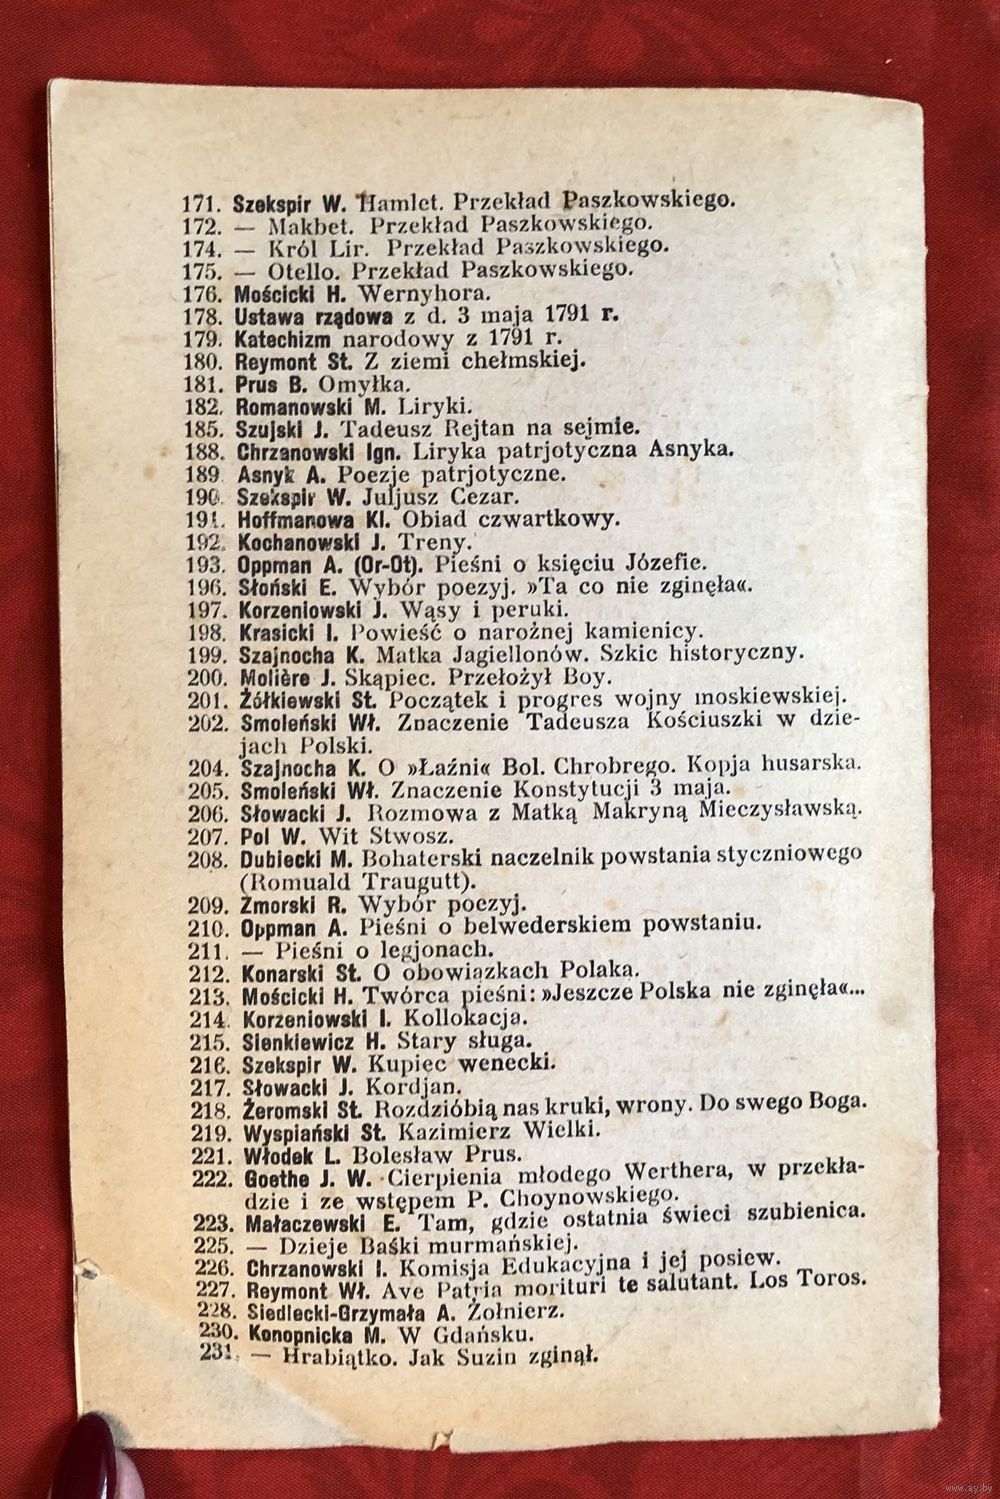 171. Szekspir W. Hamlet. Przekład Paszkowskiego.
172. — Makbet. Przekład Paszkowskiego.
174. — Król Lir. Przekład Paszkowskiego.
175. — Otello. Przekład Paszkowskiego.
176. Mościcki H. Wernyhora.
178. Ustawa rządowa z d. 3 maja 1791 r.
179. Katechizm narodowy z 1791 r.
180. Reymont St. Z ziemi chełmskiej.
181. Prus B. Omyłka.
182. Romanowski M. Liryki.
185. Szujski J. Tadeusz Rejtan na sejmie.
188. Chrzanowski Ign. Liryka patrjotyczna Asnyka.
189. Asnyk A. Poezje patrjotyczne.
190. Szekspir W. Juljusz Cezar.
191. Hoffmanowa Kl. Obiad czwartkowy.
192. Kochanowski J. Treny.
193. Oppman A. (Or-Ot). Pieśni o księciu Józefie.
196. Słoński E. Wybór poezyj. »Ta co nie zginęła«.
197. Korzeniowski J. Wąsy i peruki.
198. Krasicki I. Powieść o narożnej kamienicy.
199. Szajnocha K. Matka Jagiellonów. Szkic historyczny.
200. Molière J. Skąpiec. Przełożył Boy.
201. Żółkiewski St. Początek i progres wojny moskiewskiej.
202. Smoleński Wł. Znaczenie Tadeusza Kościuszki w dzie-
jach Polski.
204. Szajnocha K. O »Łaźni« Bol. Chrobrego. Kopja husarska.
205. Smoleński Wł. Znaczenie Konstytucji 3 maja.
206. Słowacki J. Rozmowa z Matką Makryną Mieczysławską.
207. Pol W. Wit Stwosz.
208. Dubiecki M. Bohaterski naczelnik powstania styczniowego
(Romuald Traugutt).
209. Zmorski R. Wybór poezyj.
210. Oppman A. Pieśni o belwederskiem powstaniu.
211. — Pieśni o legjonach.
212. Konarski St. O obowiazkach Polaka.
213. Mościcki H. Twórca pieśni: »Jeszcze Polska nie zginęła«...
214. Korzeniowski I. Kollokacja.
215. Sienkiewicz H. Stary sługa.
216. Szekspir W. Kupiec wenecki.
217. Słowacki J. Kordjan.
218. Żeromski St. Rozdzióbią nas kruki, wrony. Do swego Boga.
219. Wyspiański St. Kazimierz Wielki.
221. Włodek L. Bolesław Prus.
222. Goethe J. W. Cierpienia młodego Werthera, w przekła-
dzie i ze wstępem P. Choynowskiego.
223. Małaczewski E. Tam, gdzie ostatnia świeci szubienica.
225. — Dzieje Baśki murmańskiej.
226. Chrzanowski I. Komisja Edukacyjna i jej posiew.
227. Reymont Wł. Ave Patria morituri te salutant. Los Toros.
228. Siedlecki-Grzymała A. Żołnierz.
230. Konopnicka M. W Gdańsku.
231. — Hrabiątko. Jak Suzin zginął.
www.ay.by